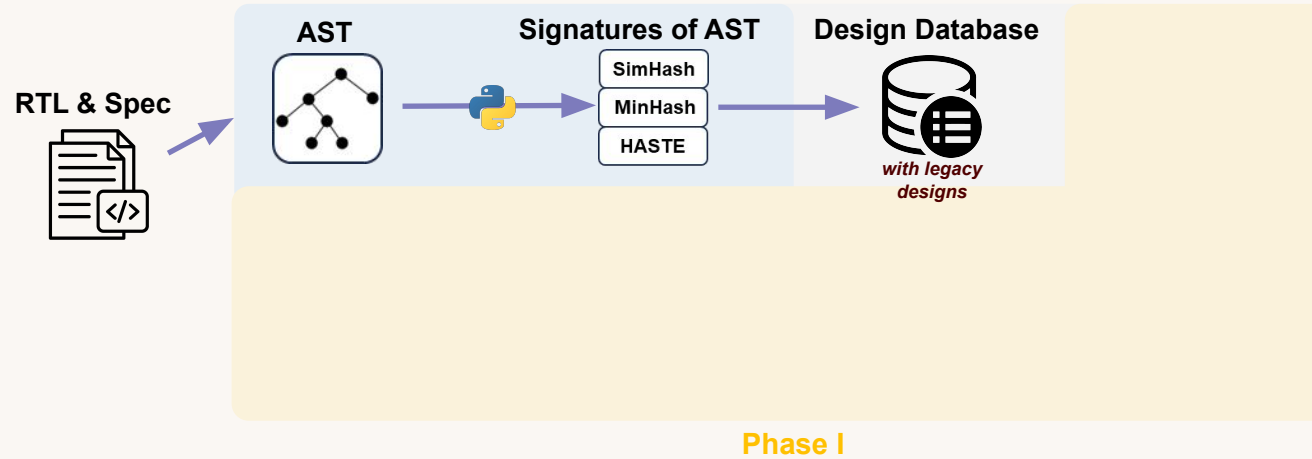 AST
Signatures of AST
Design Database
RTL & Spec
SimHash
MinHash
HASTE
</>
with legacy
designs
Phase I